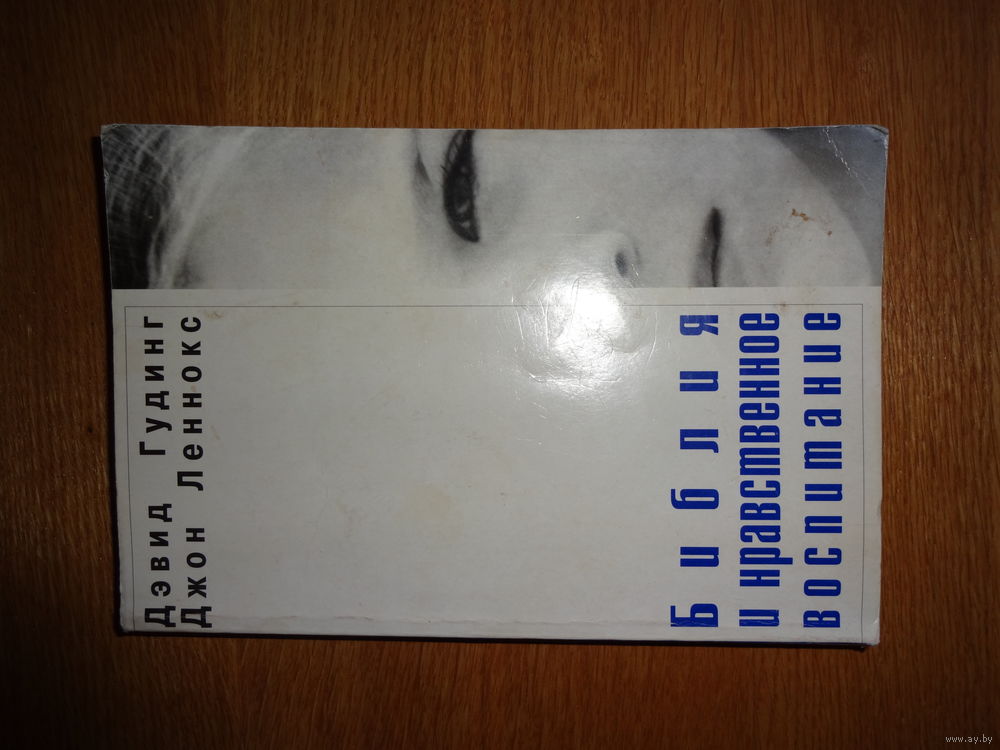 Дэвид Гудинг
Джон Леннокс
Библия
и нравственное
воспитание
www.ay.by